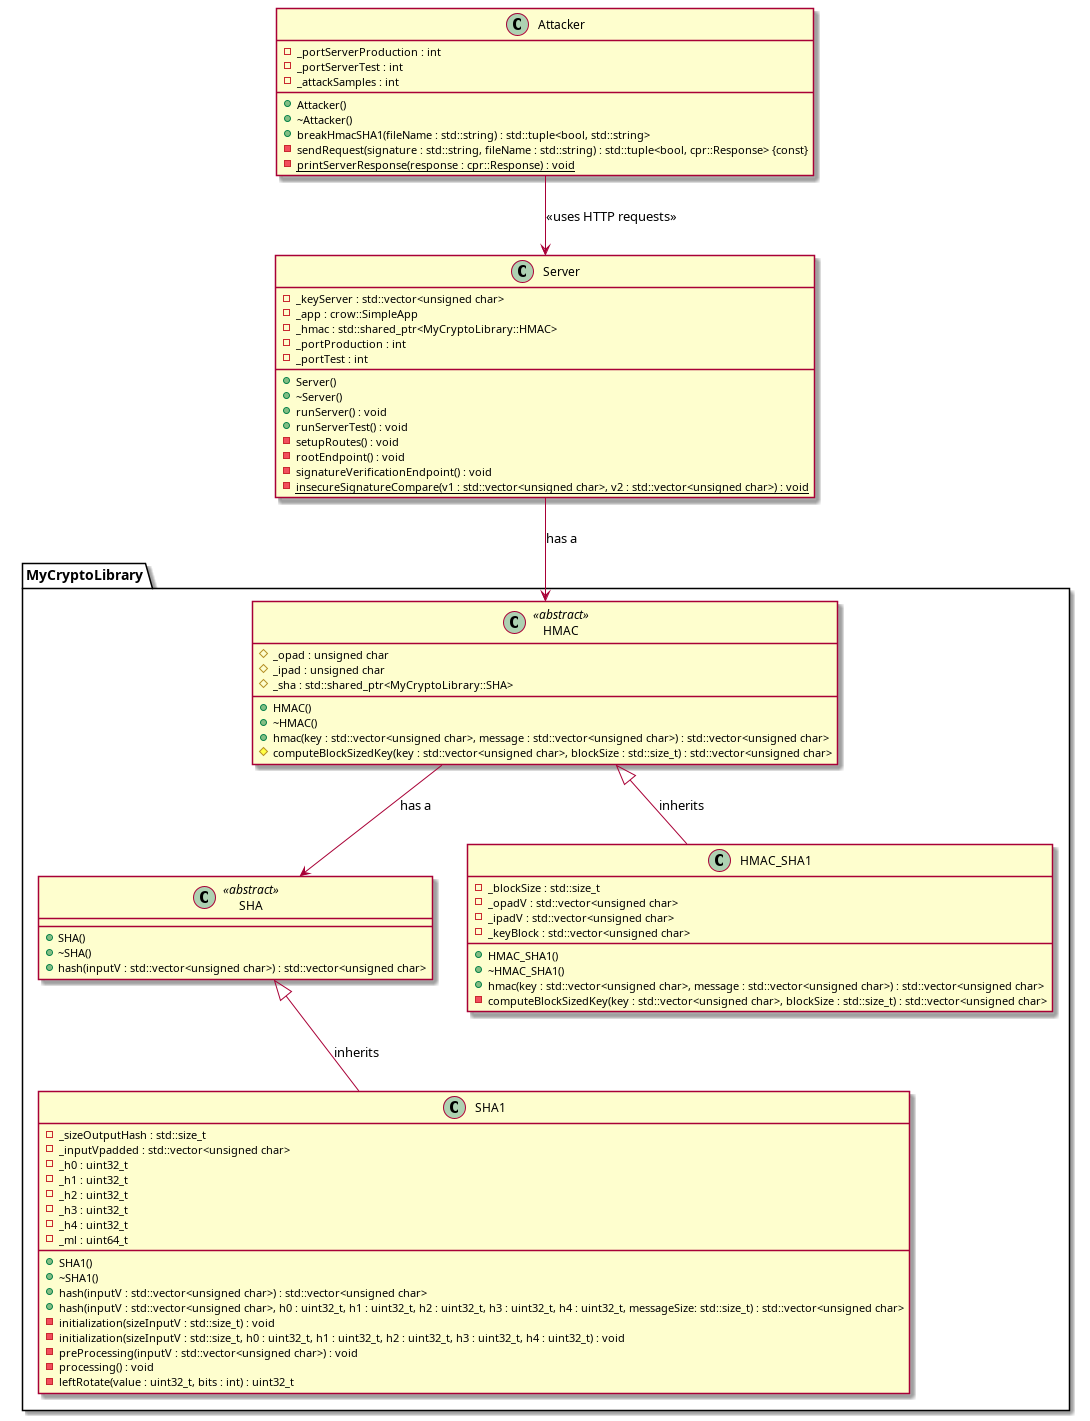 C Attacker
_portServerProduction : int
_portServerTest : int
_attackSamples : int
Attacker()
~Attacker()
breakHmacSHA1(fileName : std::string) : std::tuple<bool, std::string>
sendRequest(signature : std::string, fileName : std::string) : std::tuple<bool, cpr::Response> {const}
printServerResponse(response : cpr::Response) : void
«uses HTTP requests»
C Server
_keyServer : std::vector<unsigned char>
_app : crow::SimpleApp
_hmac : std::shared_ptr<MyCryptoLibrary::HMAC>
_portProduction : int
_portTest : int
Server()
~Server()
runServer() : void
runServerTest() : void
setupRoutes() : void
rootEndpoint() : void
signatureVerificationEndpoint() : void
insecureSignatureCompare(v1 : std::vector<unsigned char>, v2 : std::vector<unsigned char>) : void
has a
MyCryptoLibrary
«abstract»
C HMAC
_opad : unsigned char
_ipad : unsigned char
_sha : std::shared_ptr<MyCryptoLibrary::SHA>
HMAC()
~HMAC()
hmac(key : std::vector<unsigned char>, message : std::vector<unsigned char>) : std::vector<unsigned char>
computeBlockSizedKey(key : std::vector<unsigned char>, blockSize : std::size_t) : std::vector<unsigned char>
has a
inherits
«abstract»
C SHA
SHA()
~SHA()
hash(inputV : std::vector<unsigned char>) : std::vector<unsigned char>
C HMAC_SHA1
_blockSize : std::size_t
_opadV : std::vector<unsigned char>
_ipadV : std::vector<unsigned char>
_keyBlock : std::vector<unsigned char>
HMAC_SHA1()
~HMAC_SHA1()
hmac(key : std::vector<unsigned char>, message : std::vector<unsigned char>) : std::vector<unsigned char>
computeBlockSizedKey(key : std::vector<unsigned char>, blockSize : std::size_t) : std::vector<unsigned char>
inherits
C SHA1
_sizeOutputHash : std::size_t
_inputVpadded : std::vector<unsigned char>
_h0 : uint32_t
_h1 : uint32_t
_h2 : uint32_t
_h3 : uint32_t
_h4 : uint32_t
_ml : uint64_t
SHA1()
~SHA1()
hash(inputV : std::vector<unsigned char>) : std::vector<unsigned char>
hash(inputV : std::vector<unsigned char>, h0 : uint32_t, h1 : uint32_t, h2 : uint32_t, h3 : uint32_t, h4 : uint32_t, messageSize: std::size_t) : std::vector<unsigned char>
initialization(sizeInputV : std::size_t) : void
initialization(sizeInputV : std::size_t, h0 : uint32_t, h1 : uint32_t, h2 : uint32_t, h3 : uint32_t, h4 : uint32_t) : void
preProcessing(inputV : std::vector<unsigned char>) : void
processing() : void
leftRotate(value : uint32_t, bits : int) : uint32_t